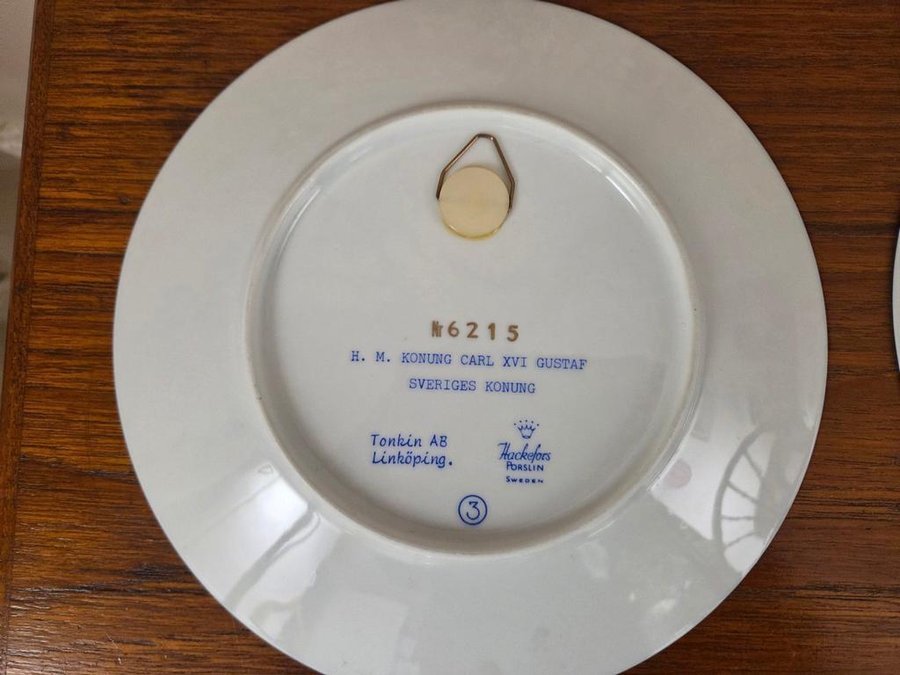 №6215
H. M. KONUNG CARL XVI GUSTAF
SVERIGES KONUNG
Tonkin AB
Linköping.
Hackefors
PORSLIN
SWEDEN
3